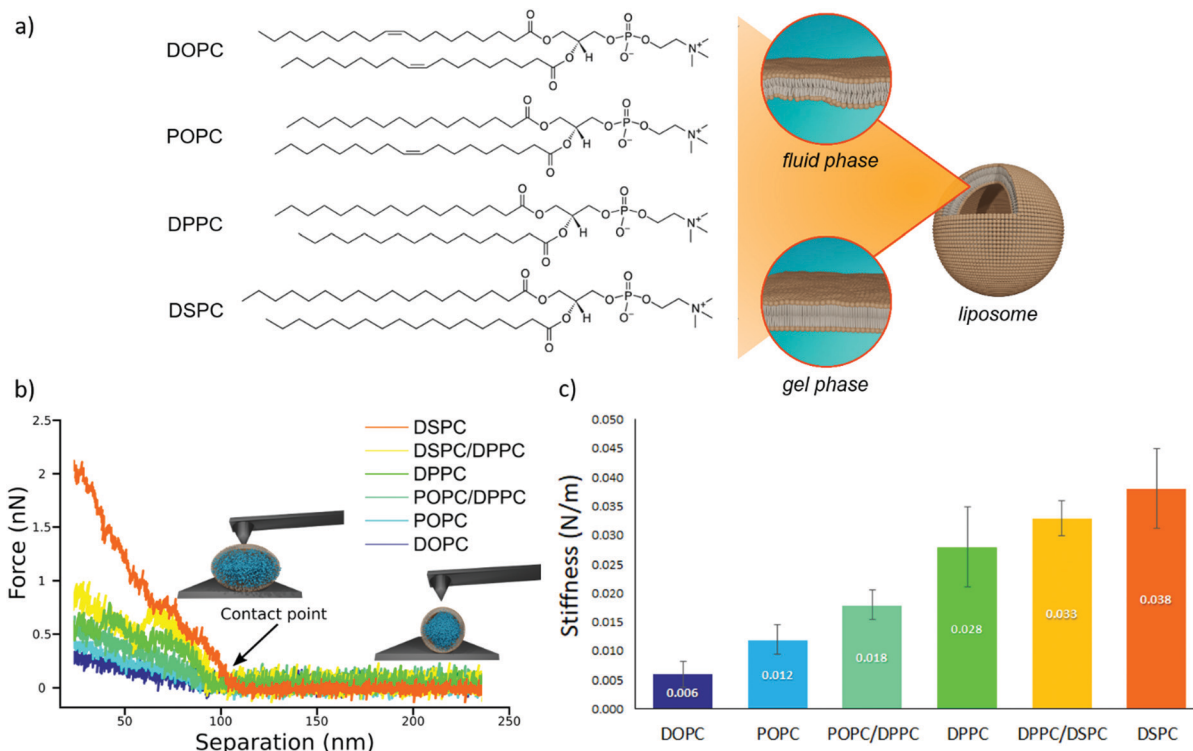 a)
DOPC
O
O
H
O
O
O
P
O
O⁻
O
N⁺
POPC
O
O
H
O
O
O
P
O
O⁻
O
N⁺
DPPC
O
O
H
O
O
O
P
O
O⁻
O
N⁺
DSPC
O
O
H
O
O
O
P
O
O⁻
O
N⁺
fluid phase
liposome
gel phase
b)
Force (nN)
2.5
2
1.5
1
0.5
0
DSPC
DSPC/DPPC
DPPC
POPC/DPPC
POPC
DOPC
Contact point
50
100
150
200
250
Separation (nm)
c)
Stiffness (N/m)
0.050
0.045
0.040
0.035
0.030
0.025
0.020
0.015
0.010
0.005
0.000
0.006
0.012
0.018
0.028
0.033
0.038
DOPC
POPC
POPC/DPPC
DPPC
DPPC/DSPC
DSPC